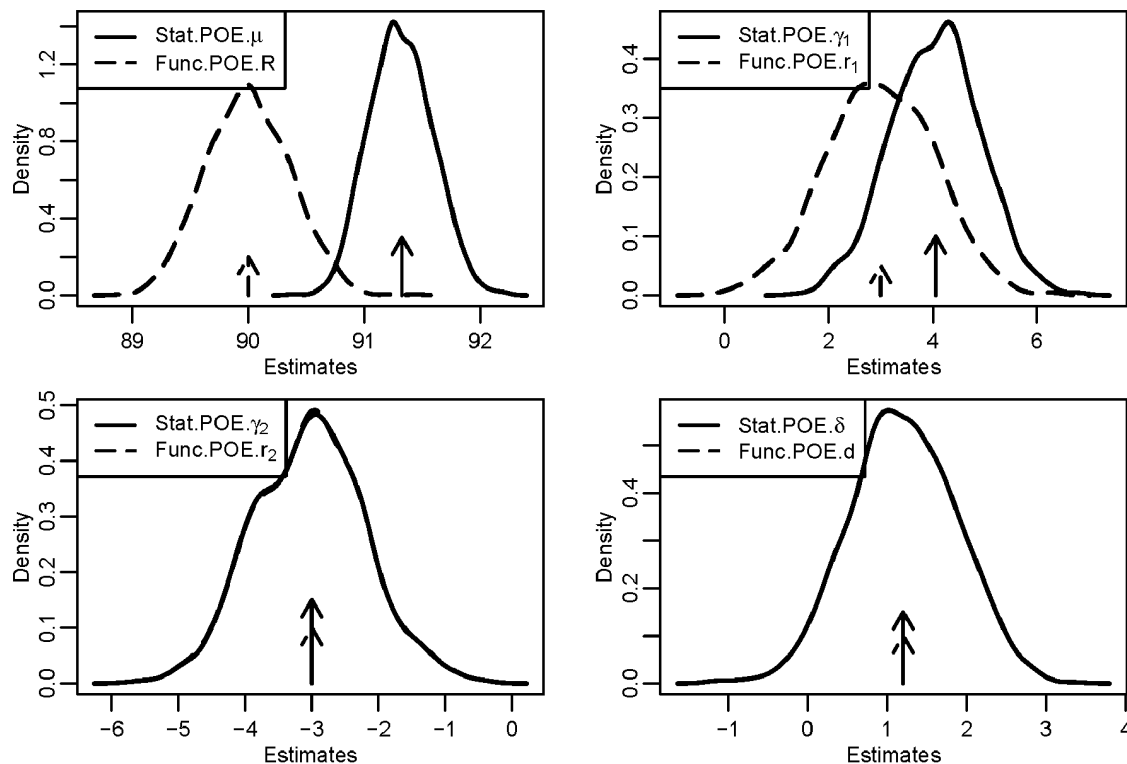 Stat.POE.μ
Func.POE.R
Density
0.0 0.4 0.8 1.2
89 90 91 92
Estimates
Stat.POE.γ₁
Func.POE.r₁
Density
0.0 0.1 0.2 0.3 0.4
0 2 4 6
Estimates
Stat.POE.γ₂
Func.POE.r₂
Density
0.0 0.1 0.2 0.3 0.4 0.5
−6 −5 −4 −3 −2 −1 0
Estimates
Stat.POE.δ
Func.POE.d
Density
0.0 0.2 0.4
−1 0 1 2 3 4
Estimates